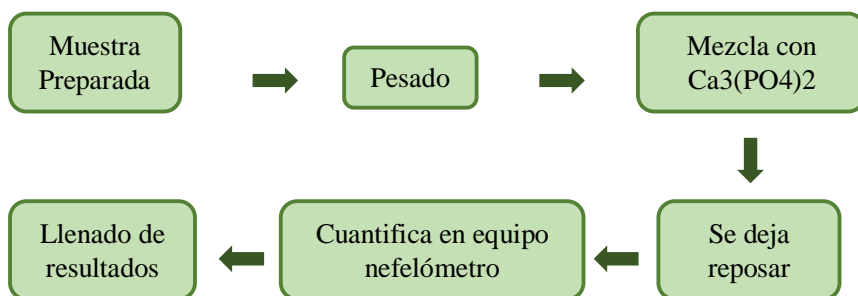 Muestra
Preparada
Pesado
Mezcla con
Ca3(PO4)2
Se deja
reposar
Cuantifica en equipo
nefelómetro
Llenado de
resultados